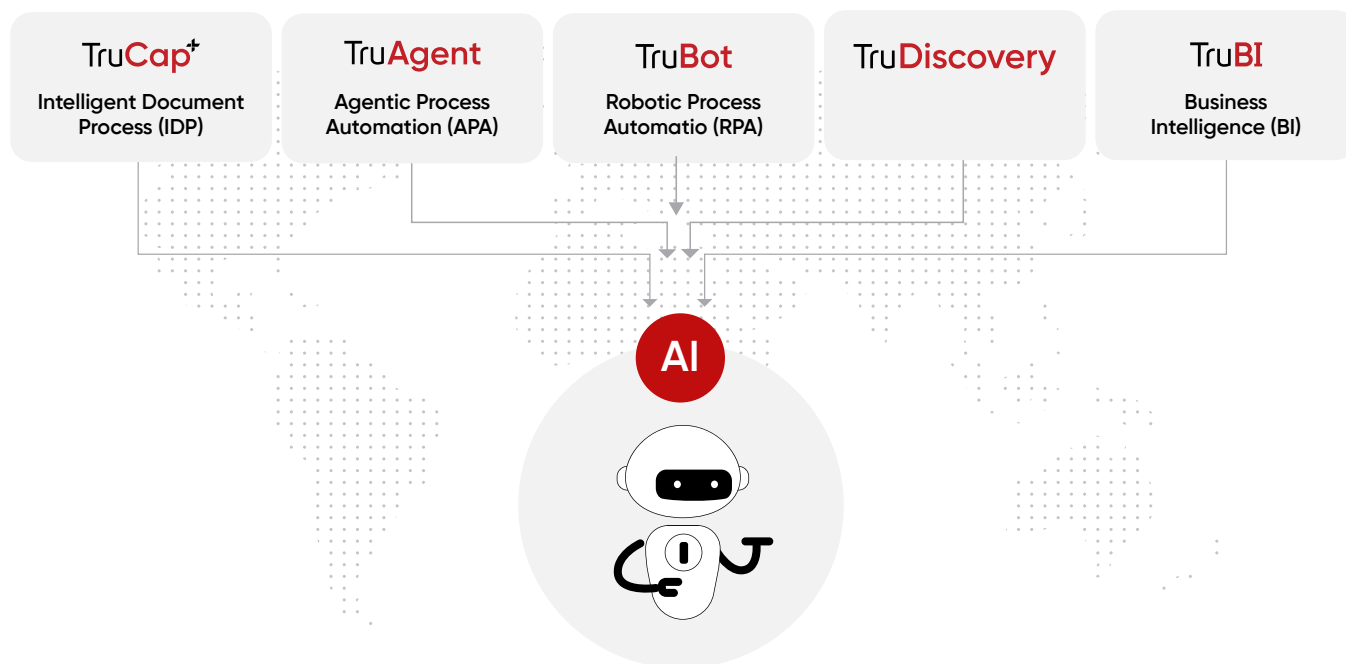 TruCap+
Intelligent Document
Process (IDP)
TruAgent
Agentic Process
Automation (APA)
TruBot
Robotic Process
Automatio (RPA)
TruDiscovery
TruBI
Business
Intelligence (BI)
AI